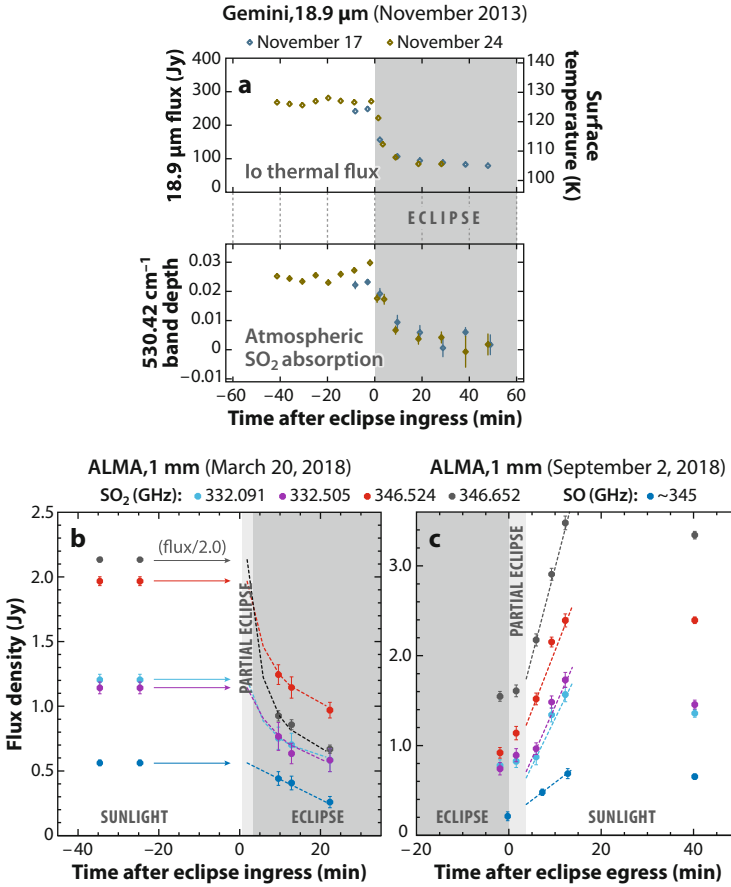 Gemini, 18.9 µm (November 2013)
November 17 November 24
a
18.9 µm flux (Jy)
400
300
200
100
0
Io thermal flux
140
130
120
110
105
Surface temperature (K)
ECLIPSE
530.42 cm⁻¹ band depth
0.03
0.02
0.01
0
−0.01
Atmospheric
SO₂ absorption
−60 −40 −20 0 20 40 60
Time after eclipse ingress (min)
ALMA, 1 mm (March 20, 2018) ALMA, 1 mm (September 2, 2018)
SO₂ (GHz): 332.091 332.505 346.524 346.652 SO (GHz): ~345
b
Flux density (Jy)
2.5
2.0
1.5
1.0
0.5
0
(flux/2.0)
PARTIAL ECLIPSE
SUNLIGHT ECLIPSE
−40 −20 0 20
Time after eclipse ingress (min)
c
3.0
2.0
1.0
0
PARTIAL ECLIPSE
ECLIPSE SUNLIGHT
−20 0 20 40
Time after eclipse egress (min)